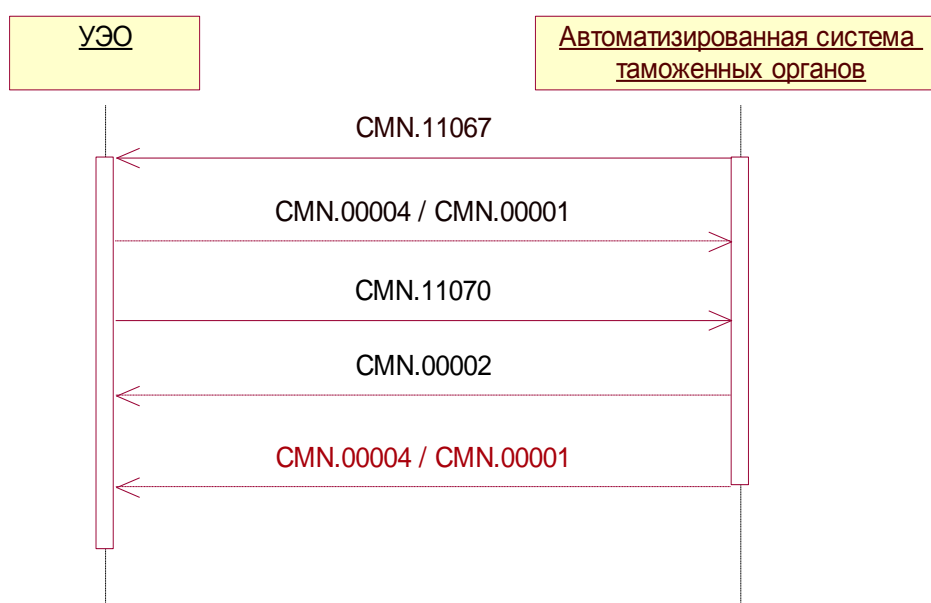 УЭО
Автоматизированная система
таможенных органов
CMN.11067
CMN.00004 / CMN.00001
CMN.11070
CMN.00002
CMN.00004 / CMN.00001